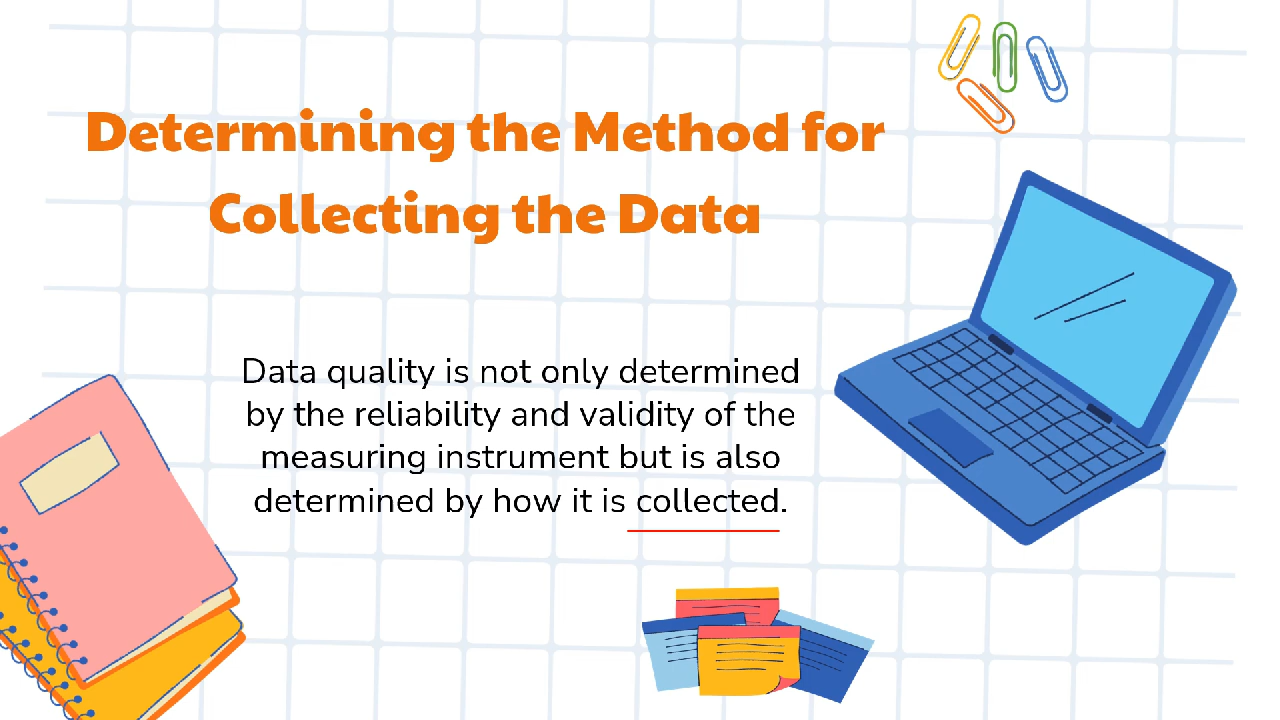 Determining the Method for
Collecting the Data
Data quality is not only determined
by the reliability and validity of the
measuring instrument but is also
determined by how it is collected.